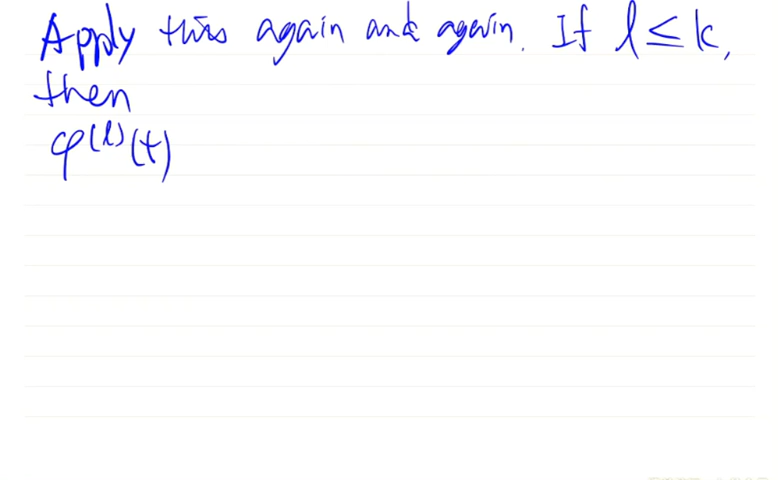 Apply this again and again. If l ≤ k,
then
φ^(l)(t)